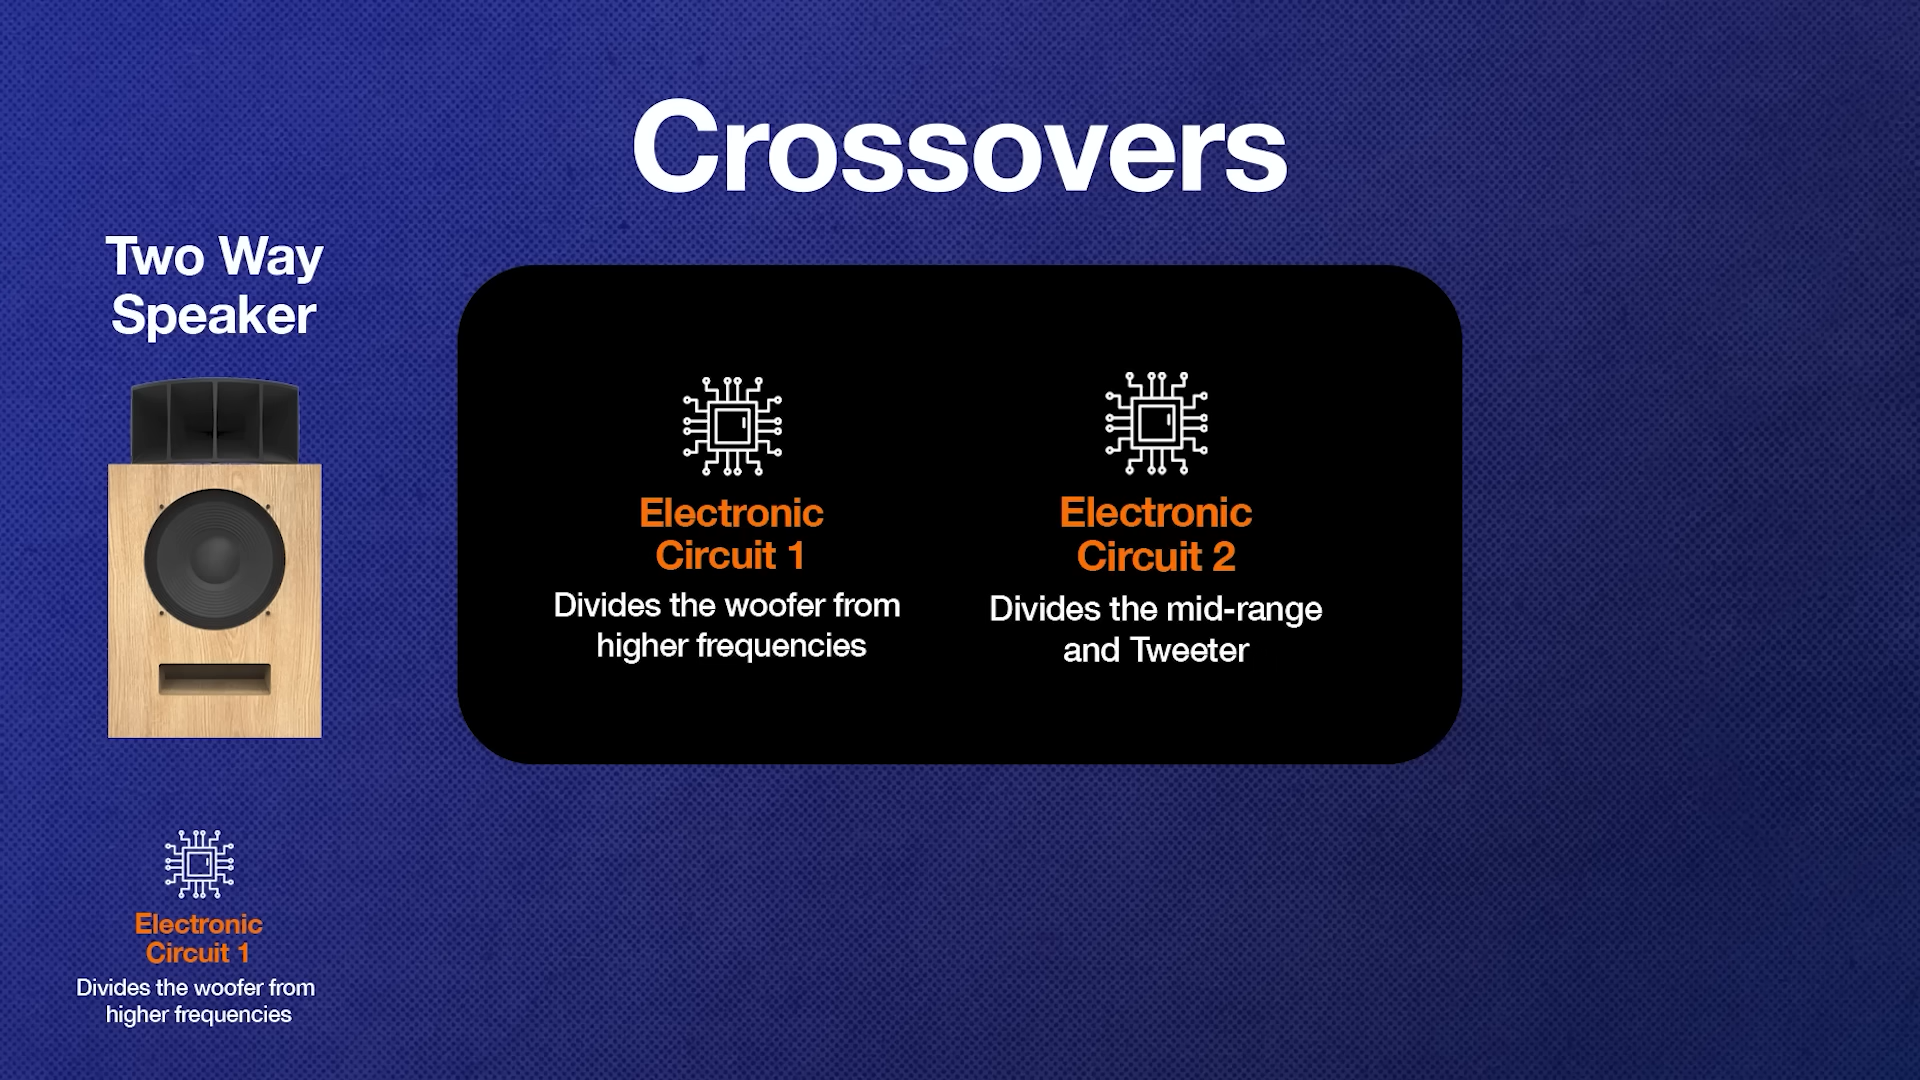 Crossovers
Two Way
Speaker
Electronic
Circuit 1
Divides the woofer from
higher frequencies
Electronic
Circuit 2
Divides the mid-range
and Tweeter
Electronic
Circuit 1
Divides the woofer from
higher frequencies